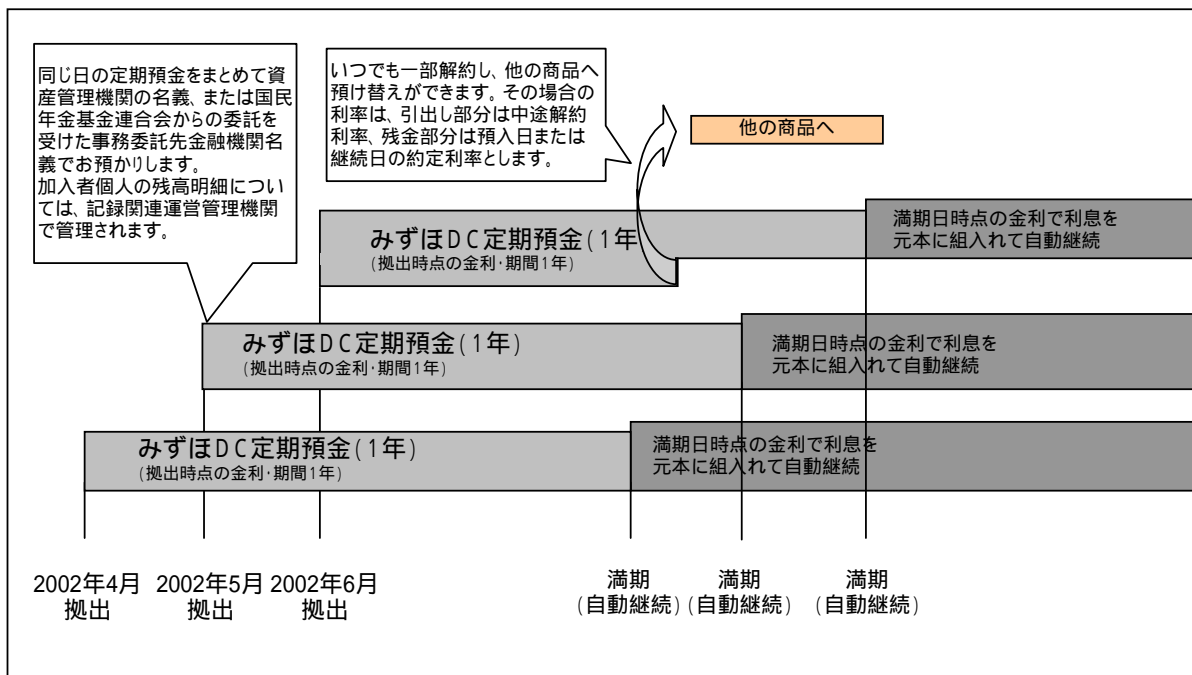 同じ日の定期預金をまとめて資
産管理機関の名義、または国民
年金基金連合会からの委託を
受けた事務委託先金融機関名
義でお預かりします。
加入者個人の残高明細につい
ては、記録関連運営管理機関
で管理されます。
いつでも一部解約し、他の商品へ
預け替えができます。その場合の
利率は、引出し部分は中途解約
利率、残金部分は預入日または
継続日の約定利率とします。
他の商品へ
みずほDC定期預金(1年
(拠出時点の金利・期間1年)
満期日時点の金利で利息を
元本に組入れて自動継続
みずほDC定期預金(1年)
(拠出時点の金利・期間1年)
満期日時点の金利で利息を
元本に組入れて自動継続
みずほDC定期預金(1年)
(拠出時点の金利・期間1年)
満期日時点の金利で利息を
元本に組入れて自動継続
2002年4月
拠出
2002年5月
拠出
2002年6月
拠出
満期
(自動継続)
満期
(自動継続)
満期
(自動継続)